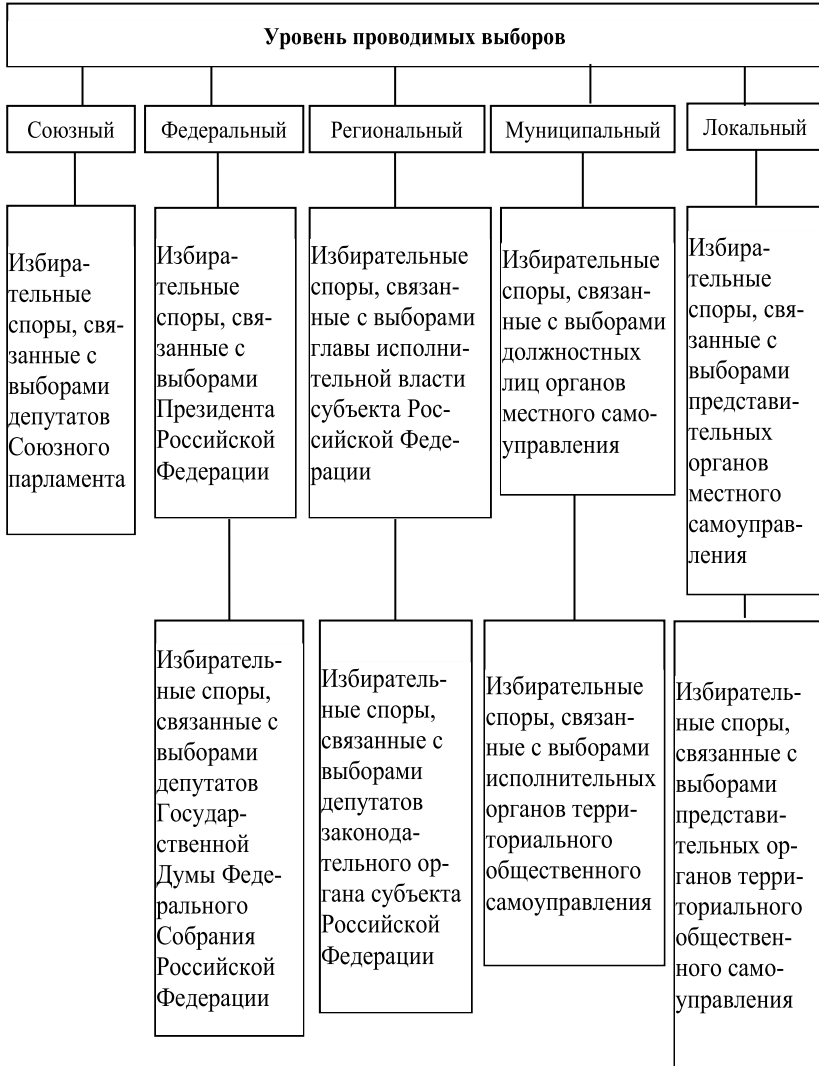 Уровень проводимых выборов
Союзный
Федеральный
Региональный
Муниципальный
Локальный
Избира-
тельные
споры, свя-
занные с
выборами
депутатов
Союзного
парламента
Избира-
тельные
споры, свя-
занные с
выборами
Президента
Российской
Федерации
Избирательные
споры, связан-
ные с выборами
главы исполни-
тельной власти
субъекта Рос-
сийской Феде-
рации
Избирательные
споры, связан-
ные с выборами
должностных
лиц органов
местного само-
управления
Избира-
тельные
споры, свя-
занные с
выборами
представи-
тельных
органов
местного
самоуправ-
ления
Избиратель-
ные споры,
связанные с
выборами
депутатов
Государ-
ственной
Думы Феде-
рального
Собрания
Российской
Федерации
Избиратель-
ные споры,
связанные с
выборами
депутатов
законода-
тельного ор-
гана субъекта
Российской
Федерации
Избирательные
споры, связан-
ные с выборами
исполнительных
органов терри-
ториального
общественного
самоуправления
Избиратель-
ные споры,
связанные с
выборами
представи-
тельных ор-
ганов терри-
ториального
обществен-
ного само-
управления